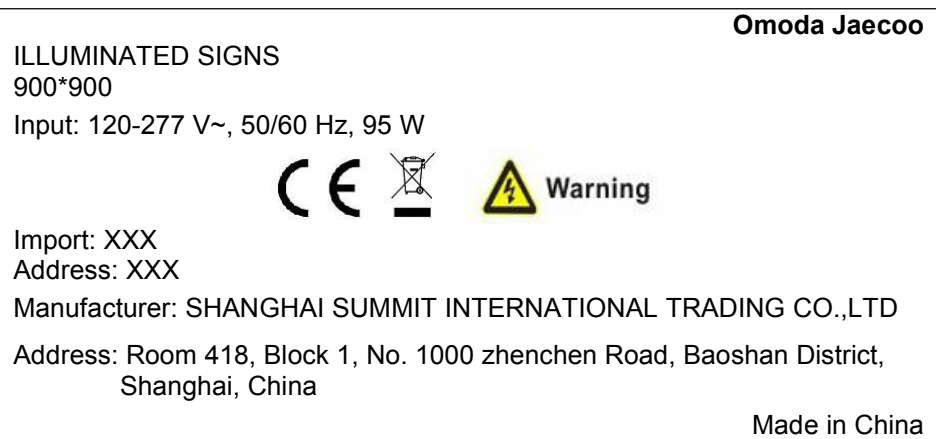 Omoda Jaecoo
ILLUMINATED SIGNS
900*900
Input: 120-277 V~, 50/60 Hz, 95 W
CE Warning
Import: XXX
Address: XXX
Manufacturer: SHANGHAI SUMMIT INTERNATIONAL TRADING CO.,LTD
Address: Room 418, Block 1, No. 1000 zhenchen Road, Baoshan District,
Shanghai, China
Made in China